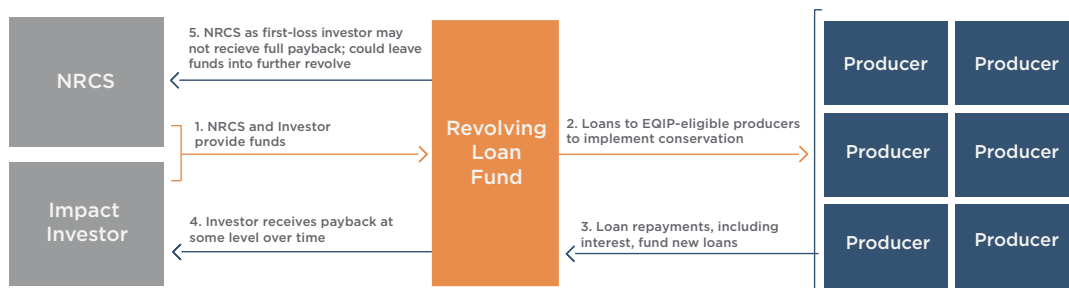 NRCS
5. NRCS as first-loss investor may
not recieve full payback; could leave
funds into further revolve
1. NRCS and Investor
provide funds
Impact
Investor
4. Investor receives payback at
some level over time
Revolving
Loan
Fund
2. Loans to EQIP-eligible producers
to implement conservation
3. Loan repayments, including
interest, fund new loans
Producer
Producer
Producer
Producer
Producer
Producer